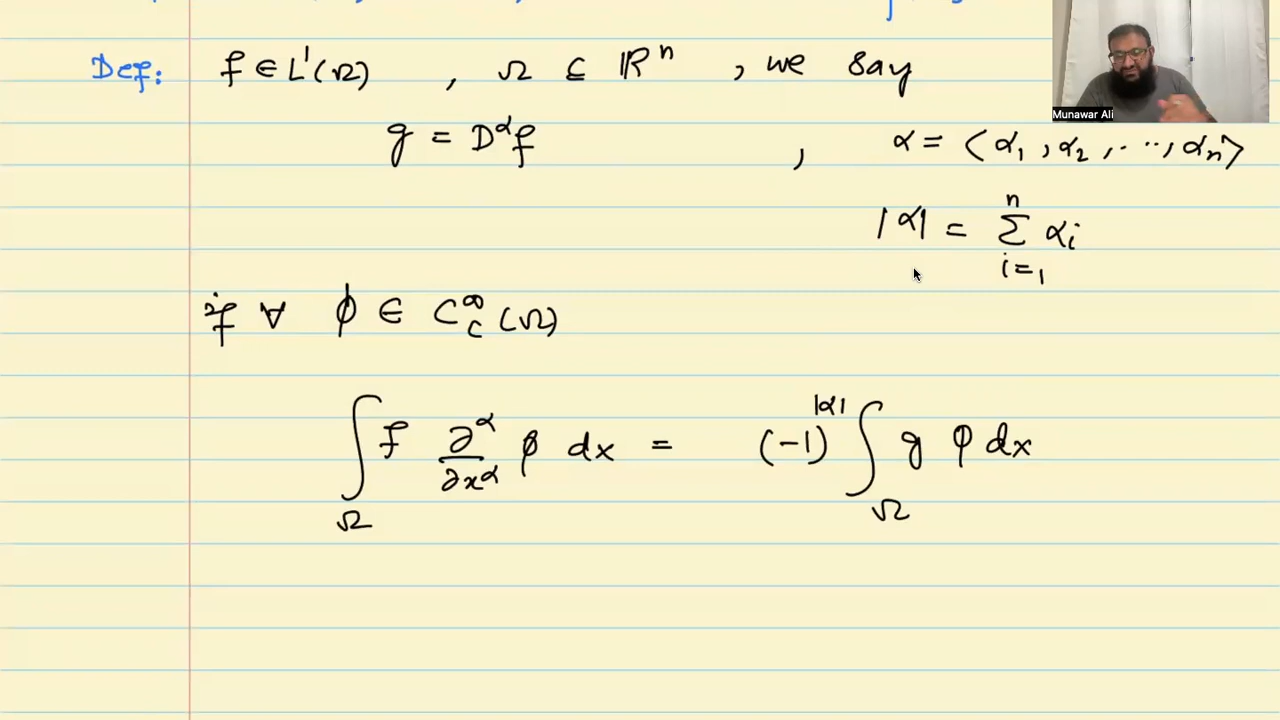 Def: f ∈ L¹(Ω) , Ω ⊆ ℝⁿ , we say
Munawar Ali
g = D^α f , α = ⟨α₁, α₂, ..., αₙ⟩
|α| = ∑_{i=1}^{n} αᵢ
if ∀ ϕ ∈ C_c^∞(Ω)
∫_Ω f ∂^α/∂x^α ϕ dx = (-1)^{|α|} ∫_Ω g ϕ dx